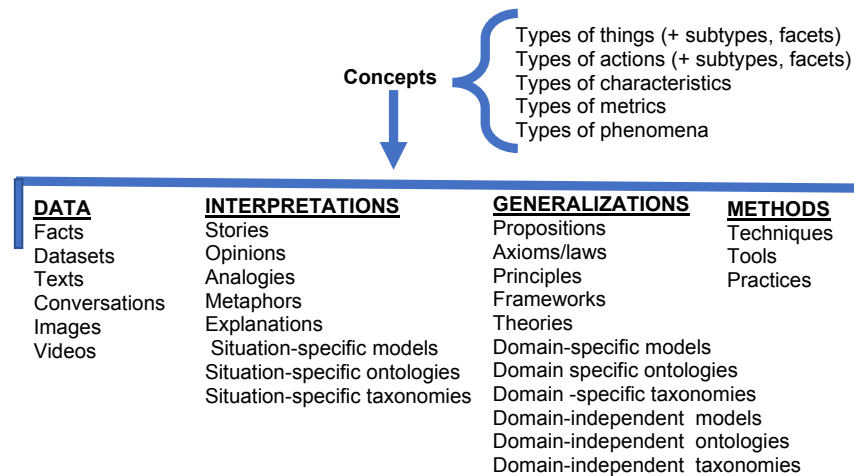 Concepts
Types of things (+ subtypes, facets)
Types of actions (+ subtypes, facets)
Types of characteristics
Types of metrics
Types of phenomena
DATA
Facts
Datasets
Texts
Conversations
Images
Videos
INTERPRETATIONS
Stories
Opinions
Analogies
Metaphors
Explanations
Situation-specific models
Situation-specific ontologies
Situation-specific taxonomies
GENERALIZATIONS
Propositions
Axioms/laws
Principles
Frameworks
Theories
Domain-specific models
Domain specific ontologies
Domain -specific taxonomies
Domain-independent models
Domain-independent ontologies
Domain-independent taxonomies
METHODS
Techniques
Tools
Practices